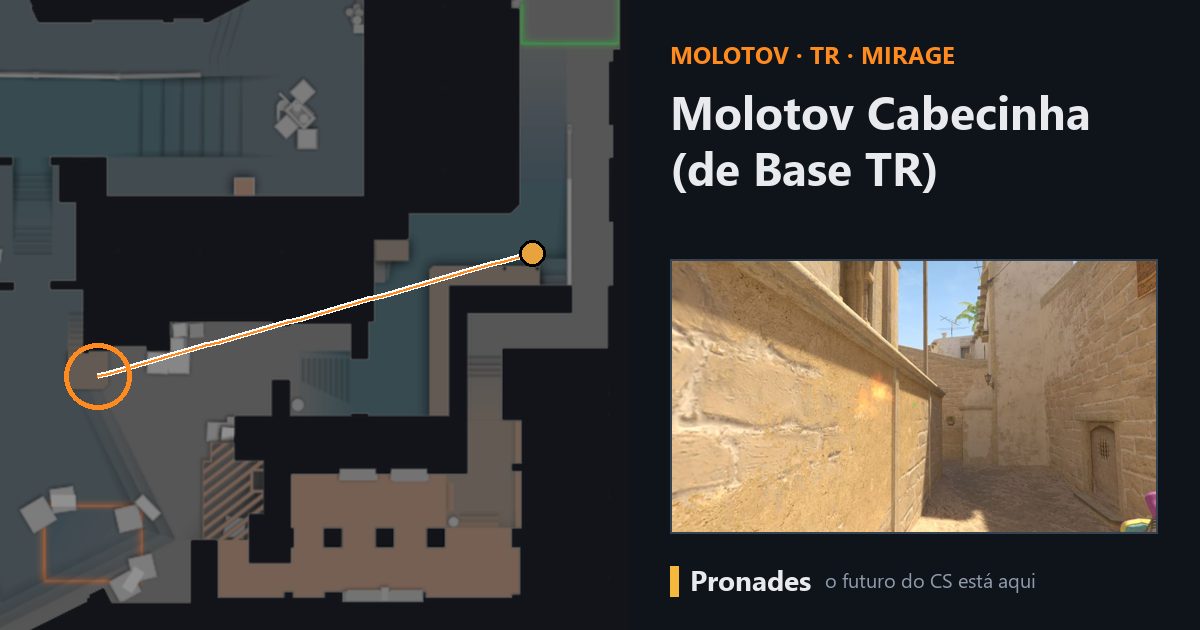 MOLOTOV · TR · MIRAGE
Molotov Cabecinha
(de Base TR)
Pronades o futuro do CS está aqui